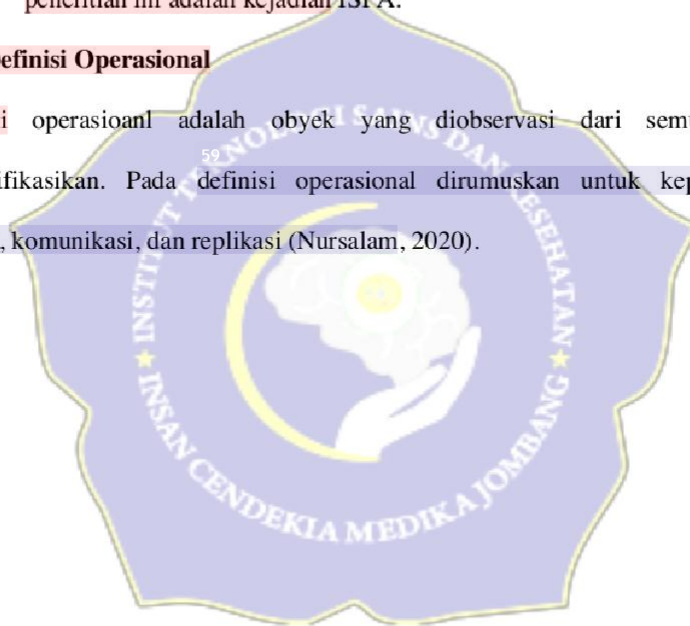 penelitian ini adalah kejadian ISPA.
efinisi Operasional
i operasioanl adalah obyek yang diobservasi dari sem
59
ifikasikan. Pada definisi operasional dirumuskan untuk kep
, komunikasi, dan replikasi (Nursalam, 2020).
INSTITUT TEKNOLOGI SAINS DAN KESEHATAN
INSAN CENDEKIA MEDIKA JOMBANG